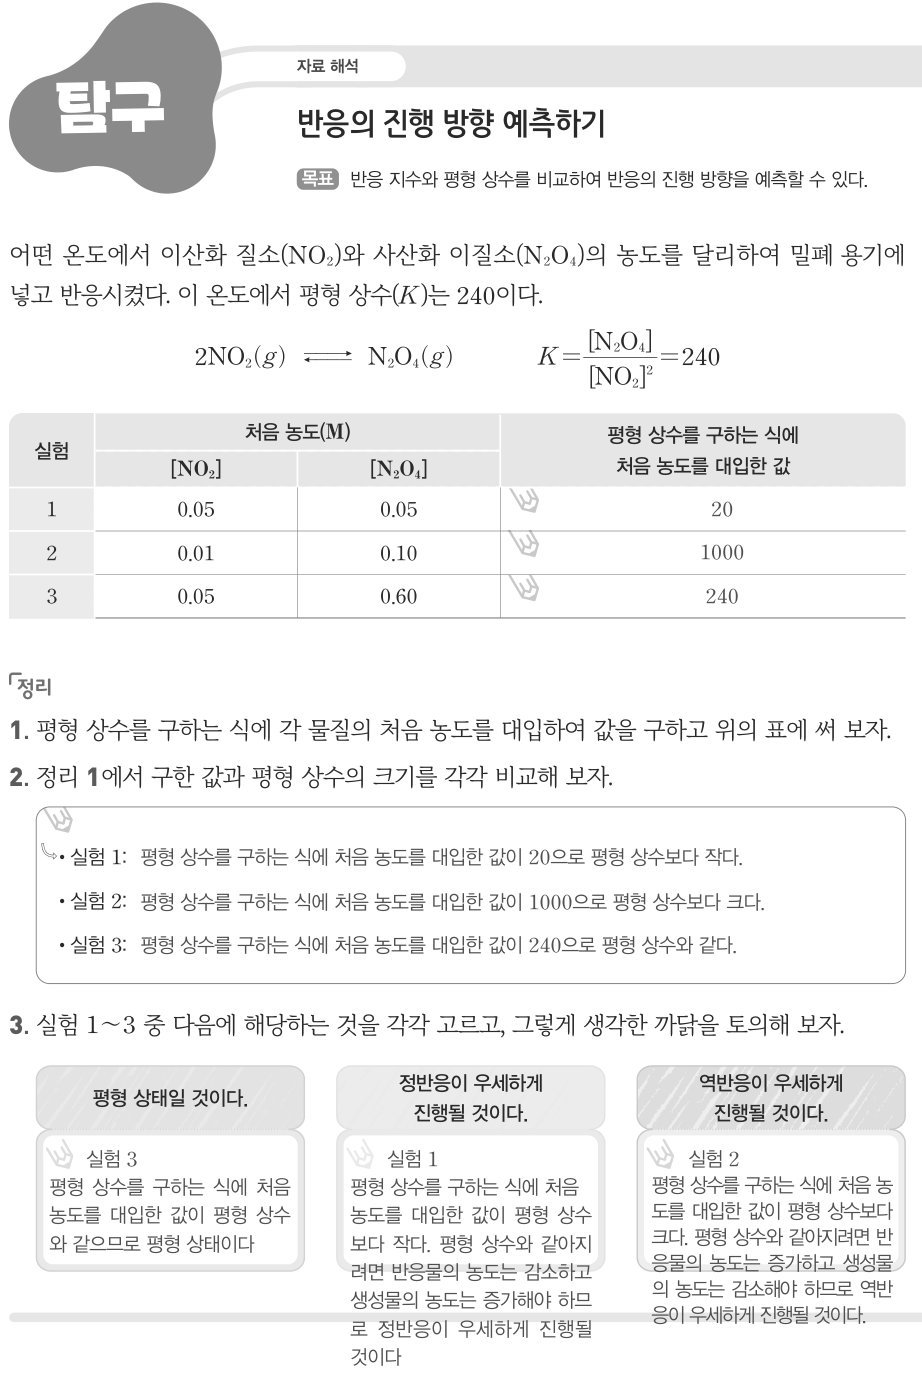 탐구
자료 해석
반응의 진행 방향 예측하기
목표 반응 지수와 평형 상수를 비교하여 반응의 진행 방향을 예측할 수 있다.
어떤 온도에서 이산화 질소(NO₂)와 사산화 이질소(N₂O₄)의 농도를 달리하여 밀폐 용기에
넣고 반응시켰다. 이 온도에서 평형 상수(K)는 240이다.
2NO₂(g) ⇌ N₂O₄(g) K=[N₂O₄]/[NO₂]²=240
실험 처음 농도(M) 평형 상수를 구하는 식에
처음 농도를 대입한 값
[NO₂] [N₂O₄]
1 0.05 0.05 20
2 0.01 0.10 1000
3 0.05 0.60 240
정리
1. 평형 상수를 구하는 식에 각 물질의 처음 농도를 대입하여 값을 구하고 위의 표에 써 보자.
2. 정리 1에서 구한 값과 평형 상수의 크기를 각각 비교해 보자.
• 실험 1: 평형 상수를 구하는 식에 처음 농도를 대입한 값이 20으로 평형 상수보다 작다.
• 실험 2: 평형 상수를 구하는 식에 처음 농도를 대입한 값이 1000으로 평형 상수보다 크다.
• 실험 3: 평형 상수를 구하는 식에 처음 농도를 대입한 값이 240으로 평형 상수와 같다.
3. 실험 1~3 중 다음에 해당하는 것을 각각 고르고, 그렇게 생각한 까닭을 토의해 보자.
평형 상태일 것이다.
실험 3
평형 상수를 구하는 식에 처음
농도를 대입한 값이 평형 상수
와 같으므로 평형 상태이다
정반응이 우세하게
진행될 것이다.
실험 1
평형 상수를 구하는 식에 처음
농도를 대입한 값이 평형 상수
보다 작다. 평형 상수와 같아지
려면 반응물의 농도는 감소하고
생성물의 농도는 증가해야 하므
로 정반응이 우세하게 진행될
것이다
역반응이 우세하게
진행될 것이다.
실험 2
평형 상수를 구하는 식에 처음 농
도를 대입한 값이 평형 상수보다
크다. 평형 상수와 같아지려면 반
응물의 농도는 증가하고 생성물
의 농도는 감소해야 하므로 역반
응이 우세하게 진행될 것이다.